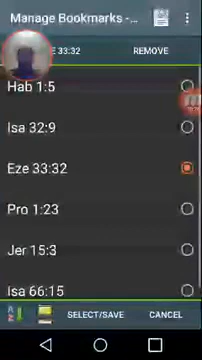 Manage Bookmarks -...
33:32 REMOVE
Hab 1:5
Isa 32:9
Eze 33:32
Pro 1:23
Jer 15:3
Isa 66:15
SELECT/SAVE CANCEL